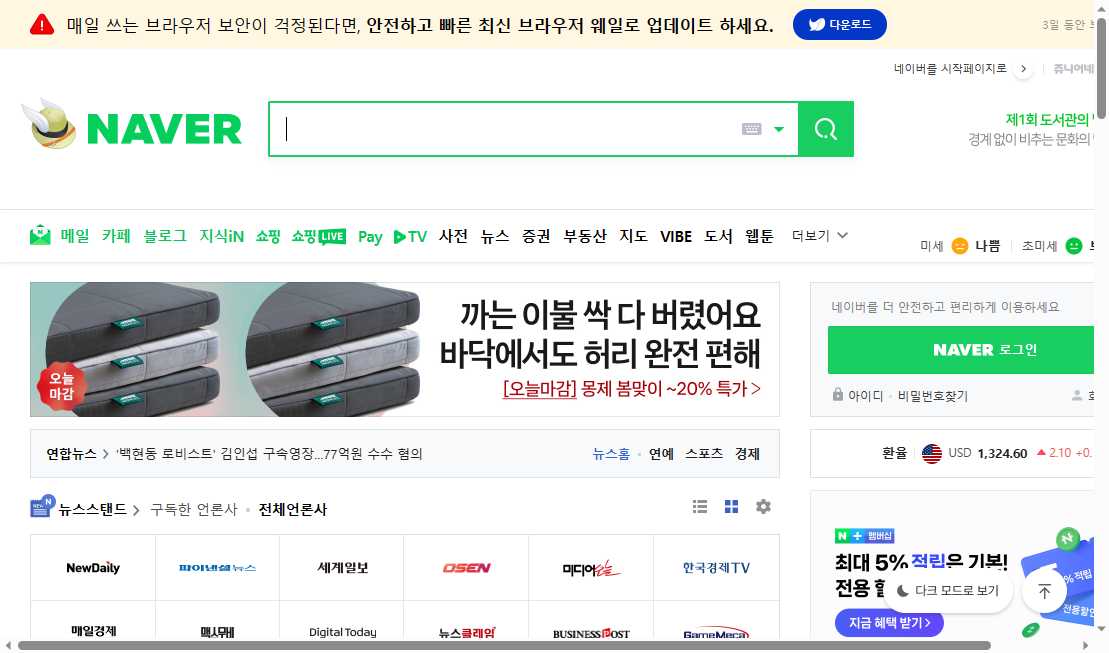 매일 쓰는 브라우저 보안이 걱정된다면, 안전하고 빠른 최신 브라우저 웨일로 업데이트 하세요. 다운로드 3일 동안
네이버를 시작페이지로 쥬니어네
NAVER
제1회 도서관의
경계 없이 비추는 문화의
메일 카페 블로그 지식iN 쇼핑 쇼핑LIVE Pay TV 사전 뉴스 증권 부동산 지도 VIBE 도서 웹툰 더보기
미세 나쁨 초미세
까는 이불 싹 다 버렸어요
바닥에서도 허리 완전 편해
[오늘마감] 몽제 봄맞이 ~20% 특가 >
오늘
마감
네이버를 더 안전하고 편리하게 이용하세요
NAVER 로그인
아이디 · 비밀번호찾기
연합뉴스 > '백현동 로비스트' 김인섭 구속영장…77억원 수수 혐의
뉴스홈 · 연예 스포츠 경제
환율 USD 1,324.60 ▲ 2.10 +0.
뉴스스탠드 > 구독한 언론사 · 전체언론사
NewDaily 파이낸셜뉴스 세계일보 OSEN 미디어오늘 한국경제TV
매일경제 맥스무비 Digital Today 뉴스클레임 BUSINESSPOST GameMeca
N + 멤버십
최대 5% 적립은 기본!
전용 할
지금 혜택 받기 >
% 적립
전용할인
다크 모드로 보기